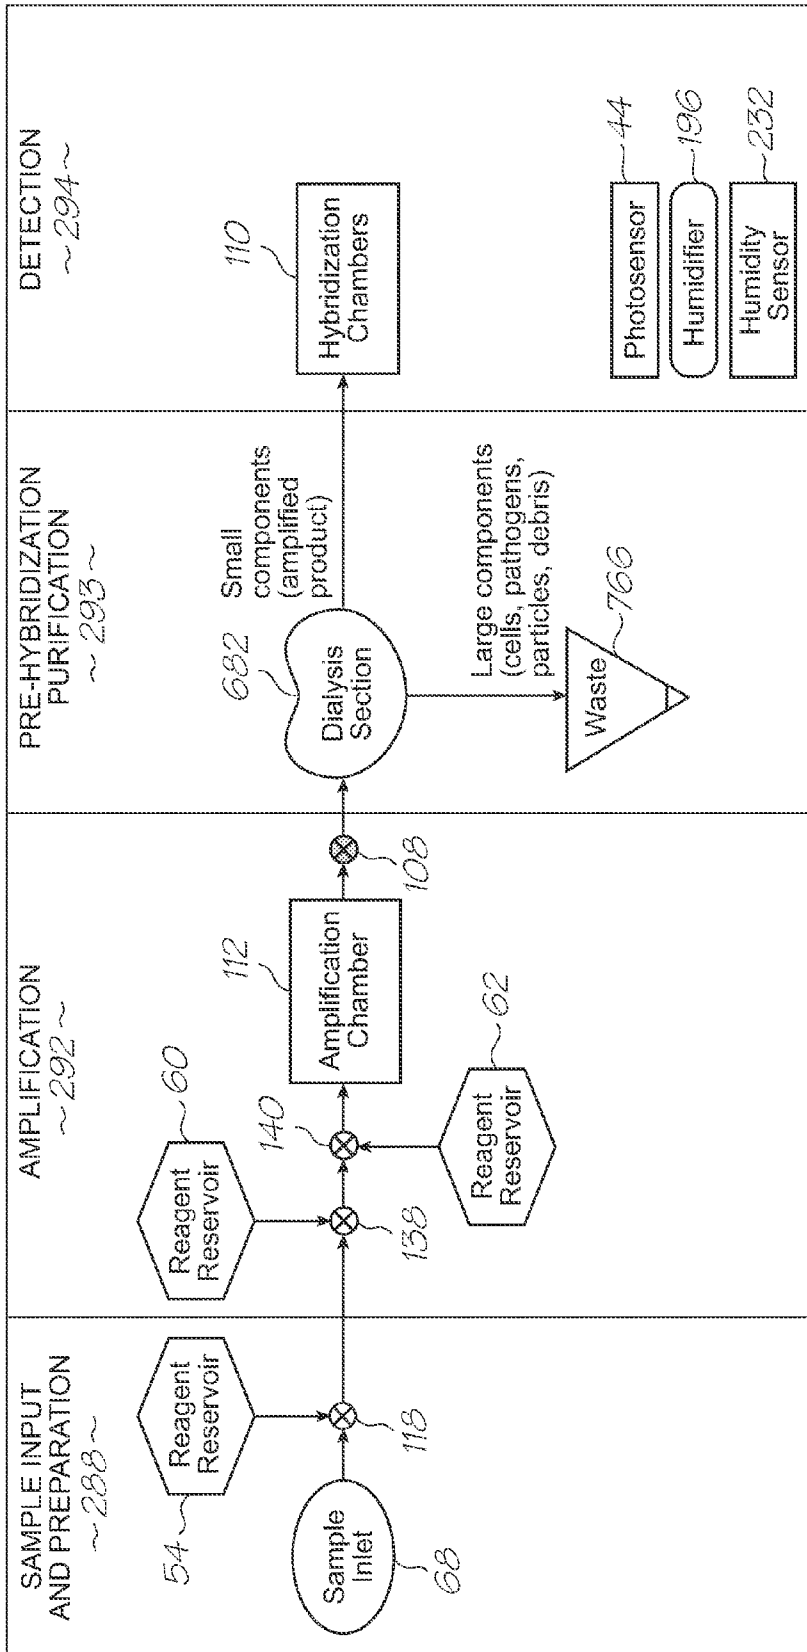 SAMPLE INPUT
AND PREPARATION
~288~
54
Reagent
Reservoir
118
Sample
Inlet
68
AMPLIFICATION
~292~
60
Reagent
Reservoir
138
140
62
Reagent
Reservoir
112
Amplification
Chamber
108
PRE-HYBRIDIZATION
PURIFICATION
~293~
682
Dialysis
Section
Small
components
(amplified
product)
Large components
(cells, pathogens,
particles, debris)
Waste
766
DETECTION
~294~
110
Hybridization
Chambers
Photosensor
44
Humidifier
196
Humidity
Sensor
232